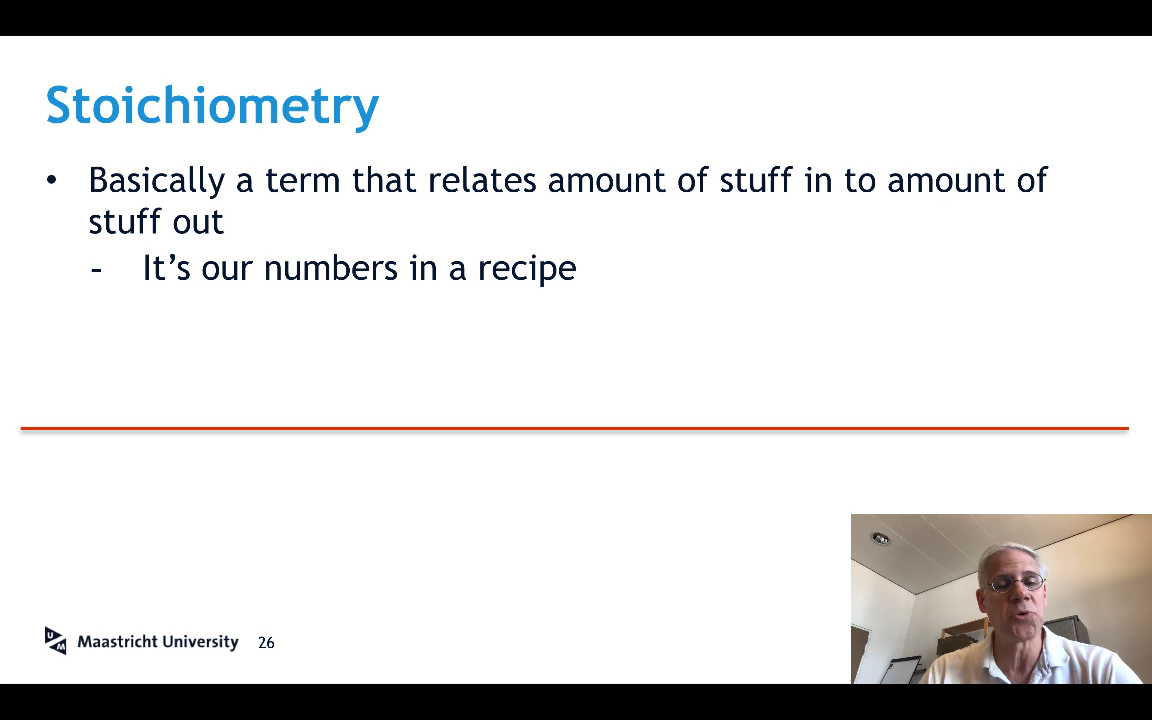 Stoichiometry
• Basically a term that relates amount of stuff in to amount of
stuff out
- It’s our numbers in a recipe
UM Maastricht University 26